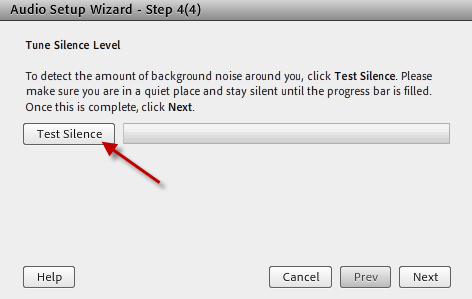 Audio Setup Wizard - Step 4(4)
Tune Silence Level
To detect the amount of background noise around you, click Test Silence. Please
make sure you are in a quiet place and stay silent until the progress bar is filled.
Once this is complete, click Next.
Test Silence
Help Cancel Prev Next